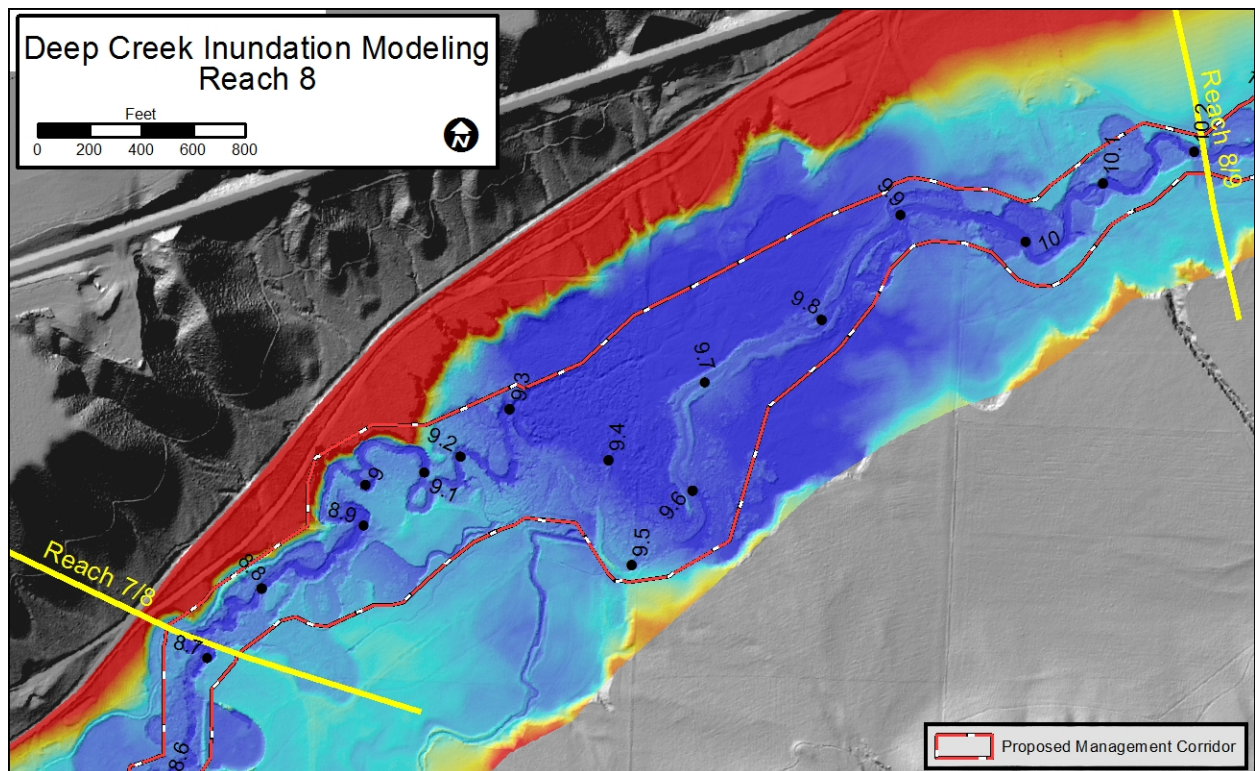 Deep Creek Inundation Modeling
Reach 8
Feet
0 200 400 600 800
N
Reach 8/9
10.2
10.1
10
9.9
9.8
9.7
9.6
9.5
9.4
9.3
9.2
9.1
9
8.9
8.8
Reach 7/8
8.7
8.6
Proposed Management Corridor